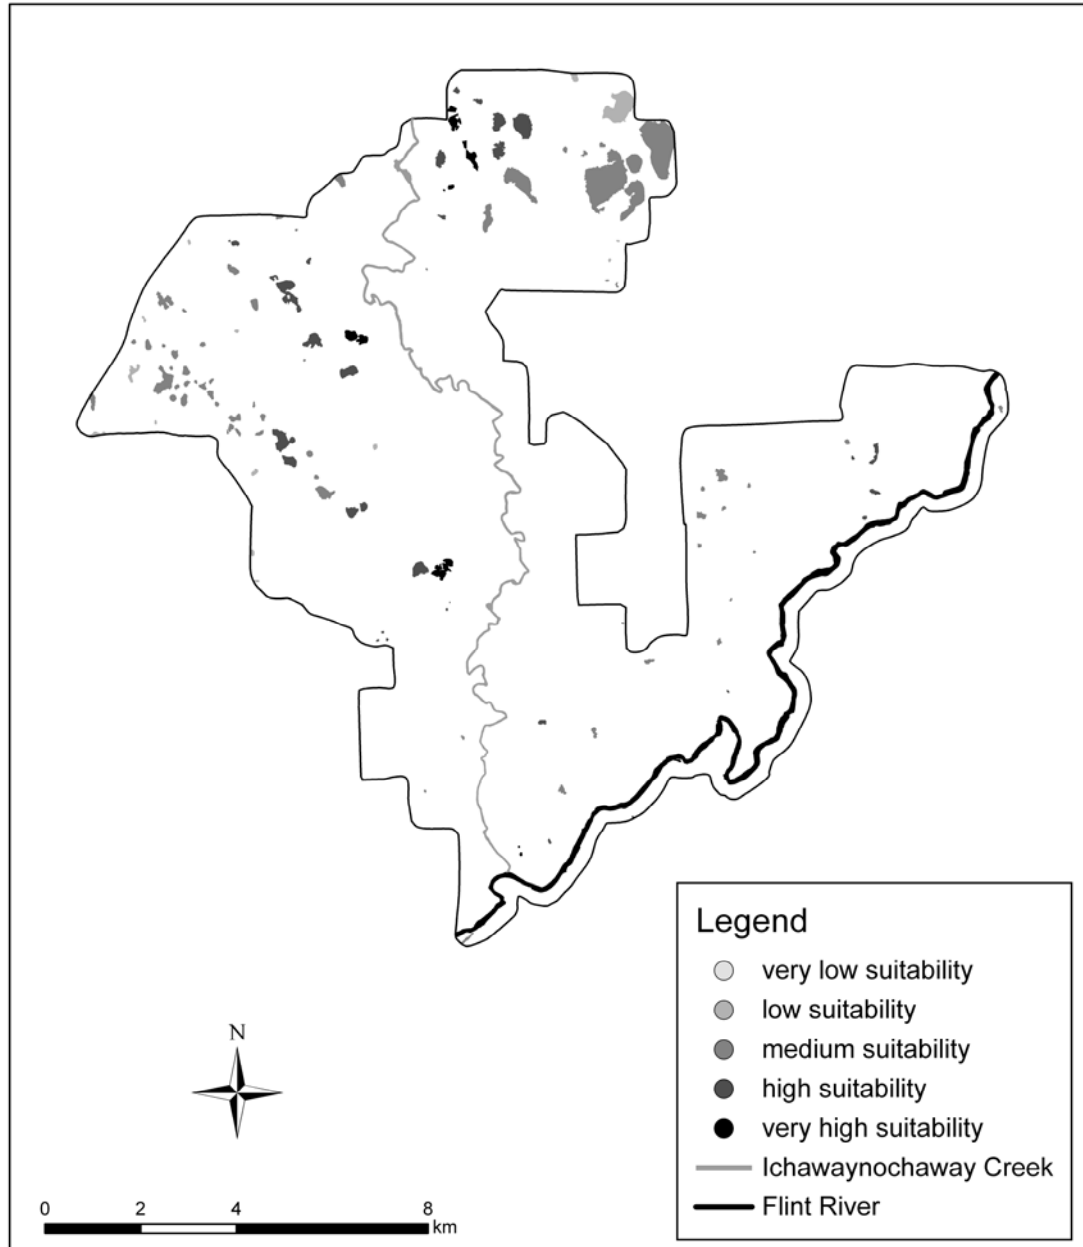 Legend
very low suitability
low suitability
medium suitability
high suitability
very high suitability
Ichawaynochaway Creek
Flint River
N
0 2 4 8
km